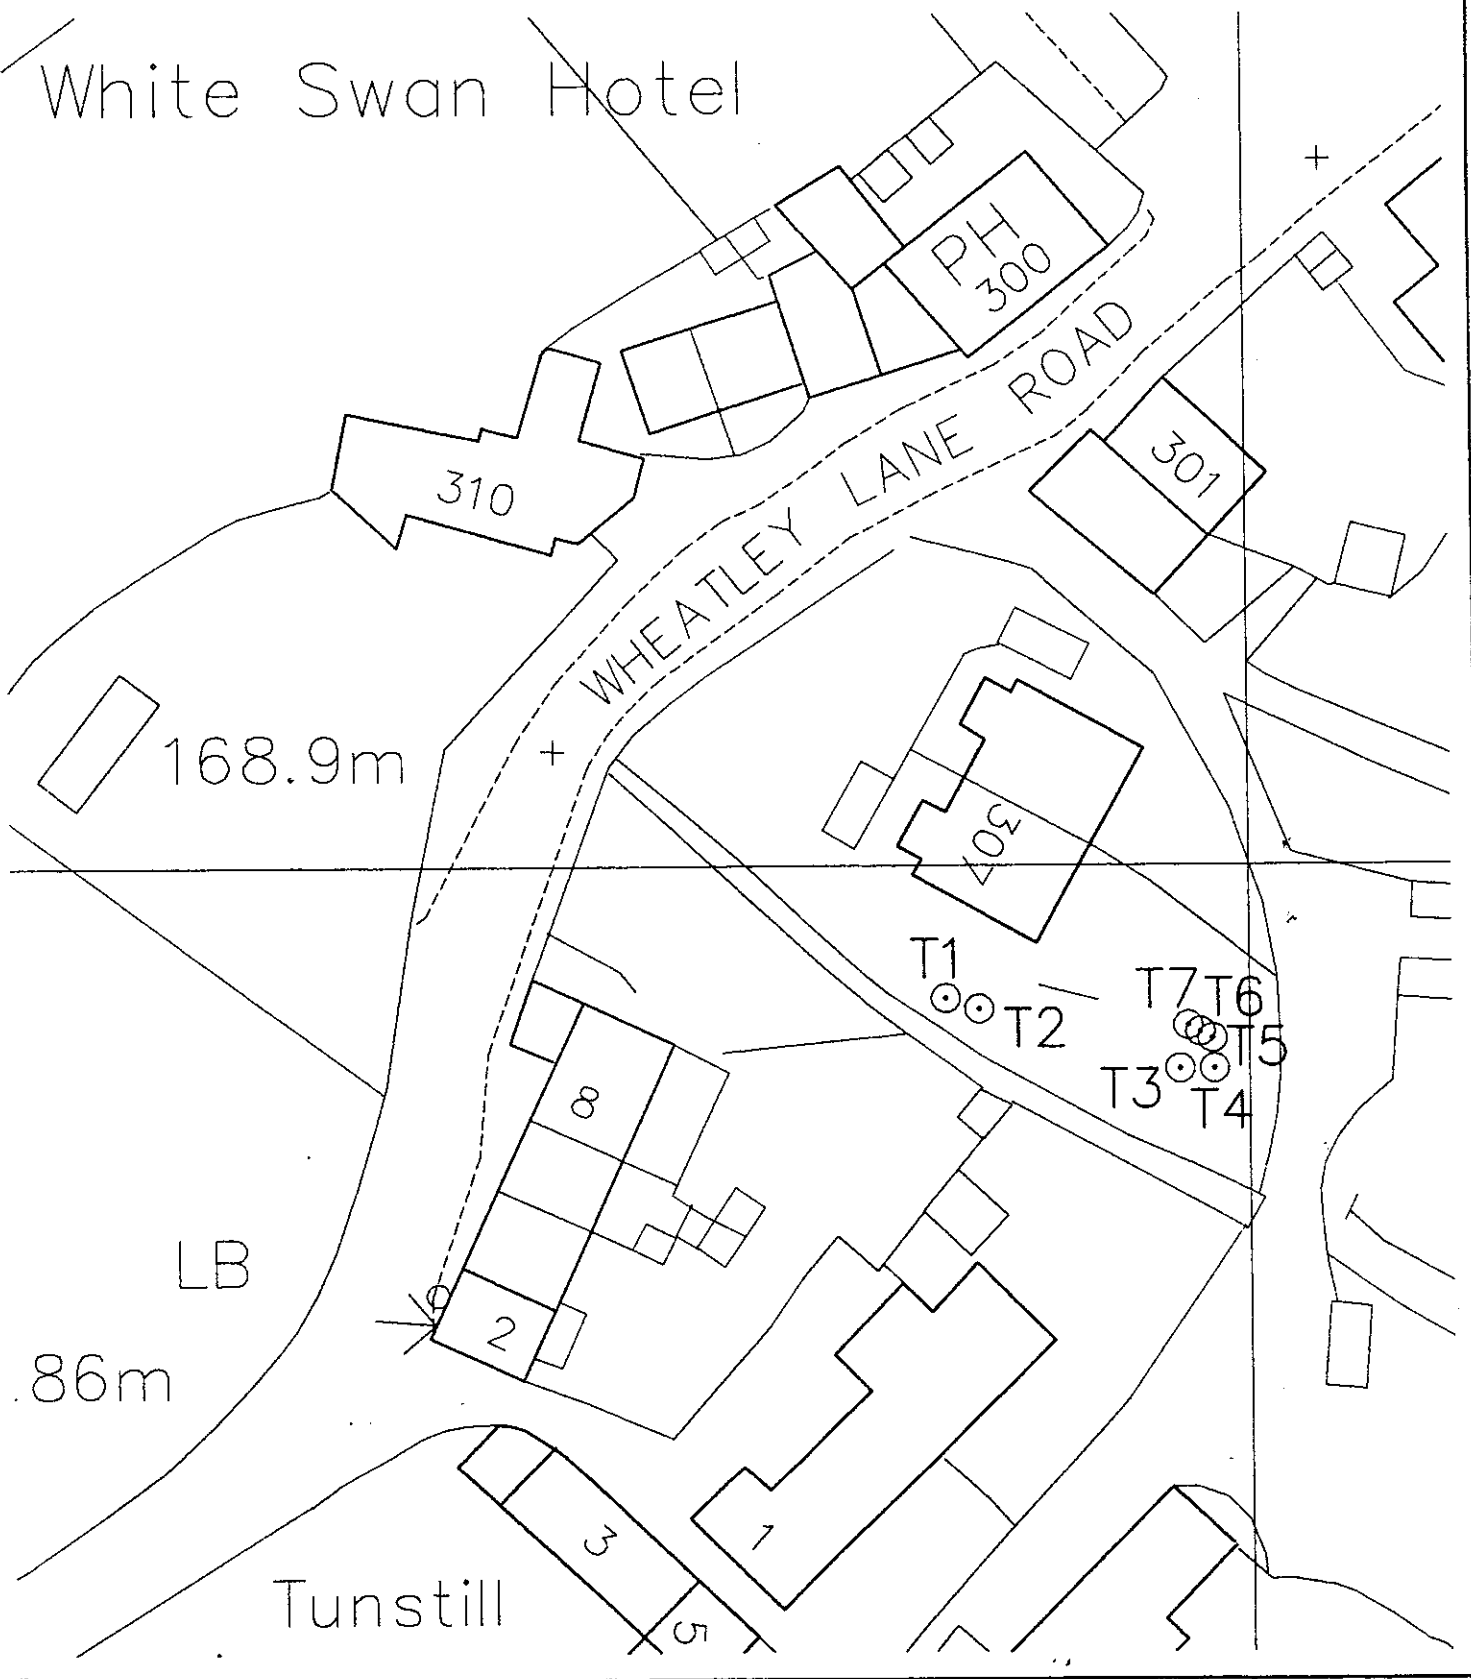 White Swan Hotel
PH
300
WHEATLEY LANE ROAD
301
310
168.9m
307
T1
T2
T7
T6
T5
T3
T4
8
LB
2
.86m
3
1
Tunstill
5